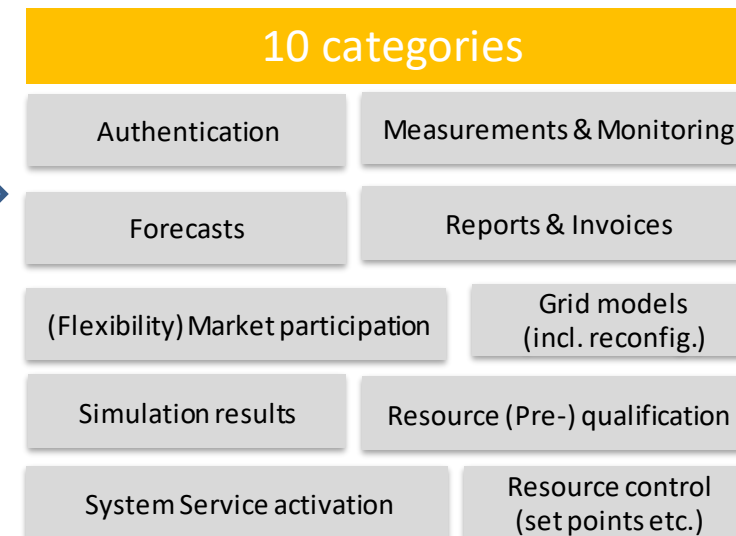 10 categories
Authentication
Measurements & Monitoring
Forecasts
Reports & Invoices
(Flexibility) Market participation
Grid models
(incl. reconfig.)
Simulation results
Resource (Pre-) qualification
System Service activation
Resource control
(set points etc.)